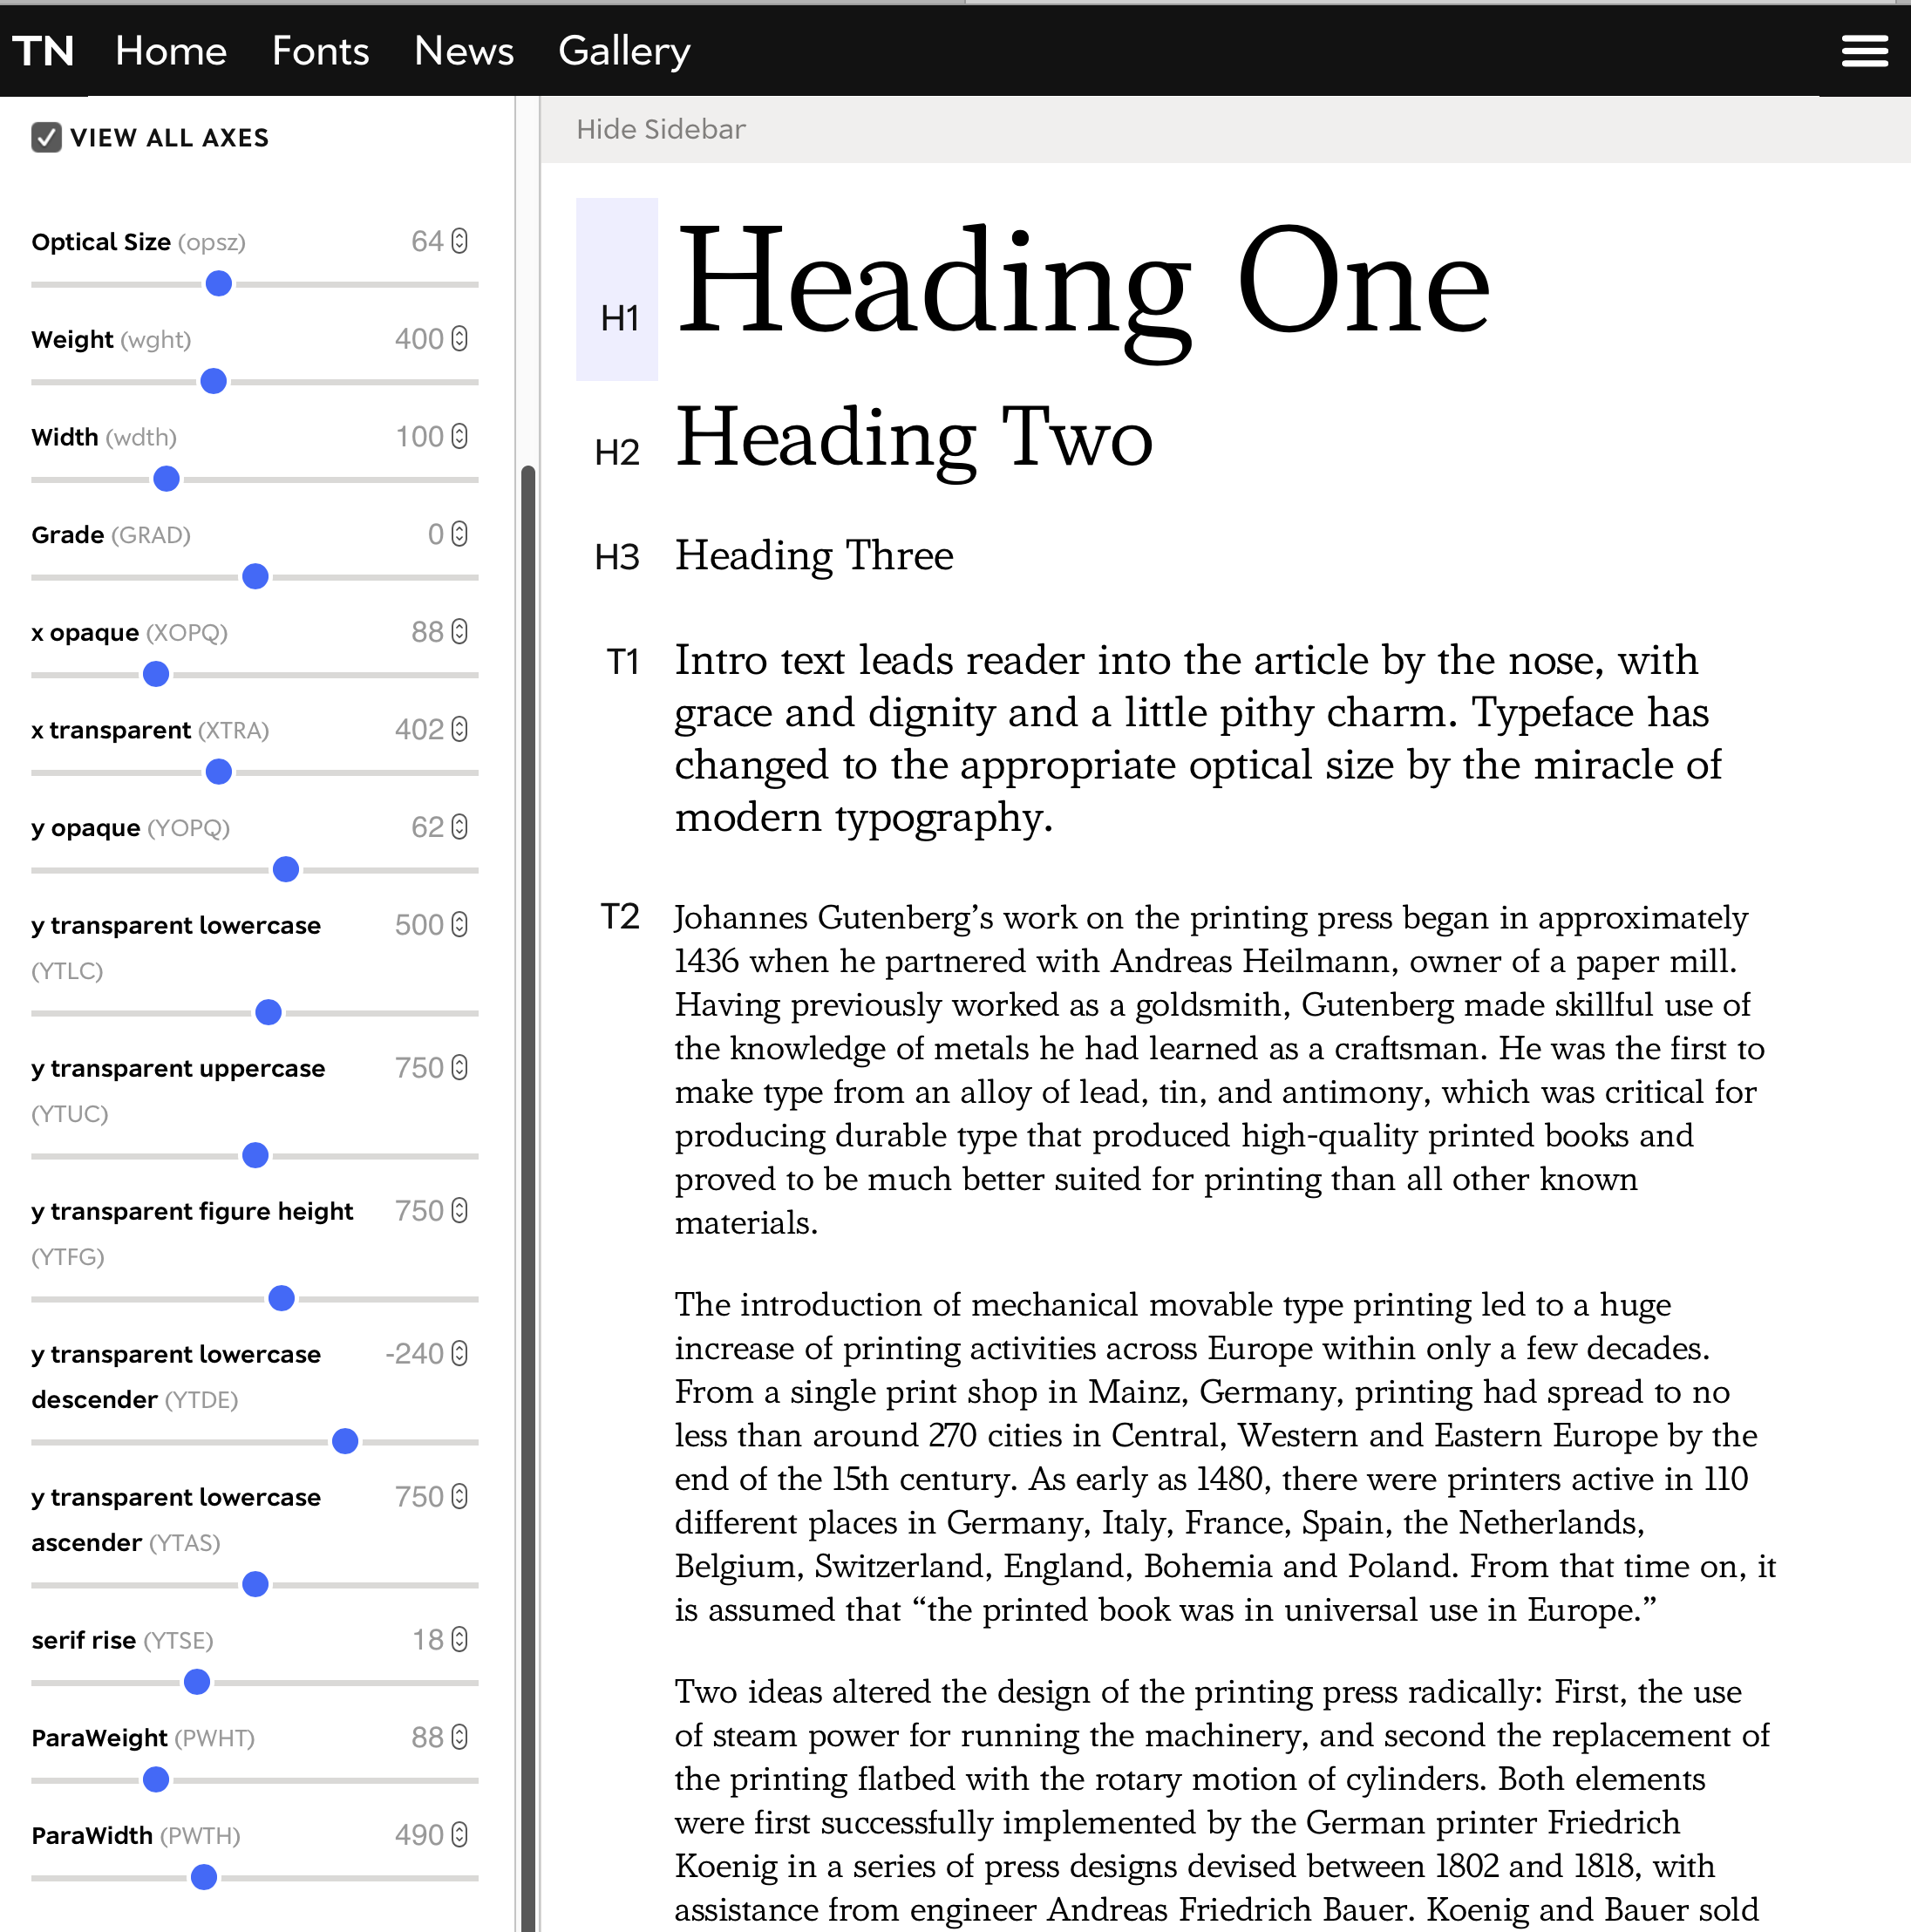 TN Home Fonts News Gallery
VIEW ALL AXES
Optical Size (opsz) 64
Weight (wght) 400
Width (wdth) 100
Grade (GRAD) 0
x opaque (XOPQ) 88
x transparent (XTRA) 402
y opaque (YOPQ) 62
y transparent lowercase 500
(YTLC)
y transparent uppercase 750
(YTUC)
y transparent figure height 750
(YTFG)
y transparent lowercase -240
descender (YTDE)
y transparent lowercase 750
ascender (YTAS)
serif rise (YTSE) 18
ParaWeight (PWHT) 88
ParaWidth (PWTH) 490
Hide Sidebar
H1 Heading One
H2 Heading Two
H3 Heading Three
T1 Intro text leads reader into the article by the nose, with
grace and dignity and a little pithy charm. Typeface has
changed to the appropriate optical size by the miracle of
modern typography.
T2 Johannes Gutenberg’s work on the printing press began in approximately
1436 when he partnered with Andreas Heilmann, owner of a paper mill.
Having previously worked as a goldsmith, Gutenberg made skillful use of
the knowledge of metals he had learned as a craftsman. He was the first to
make type from an alloy of lead, tin, and antimony, which was critical for
producing durable type that produced high-quality printed books and
proved to be much better suited for printing than all other known
materials.
The introduction of mechanical movable type printing led to a huge
increase of printing activities across Europe within only a few decades.
From a single print shop in Mainz, Germany, printing had spread to no
less than around 270 cities in Central, Western and Eastern Europe by the
end of the 15th century. As early as 1480, there were printers active in 110
different places in Germany, Italy, France, Spain, the Netherlands,
Belgium, Switzerland, England, Bohemia and Poland. From that time on, it
is assumed that “the printed book was in universal use in Europe.”
Two ideas altered the design of the printing press radically: First, the use
of steam power for running the machinery, and second the replacement of
the printing flatbed with the rotary motion of cylinders. Both elements
were first successfully implemented by the German printer Friedrich
Koenig in a series of press designs devised between 1802 and 1818, with
assistance from engineer Andreas Friedrich Bauer. Koenig and Bauer sold